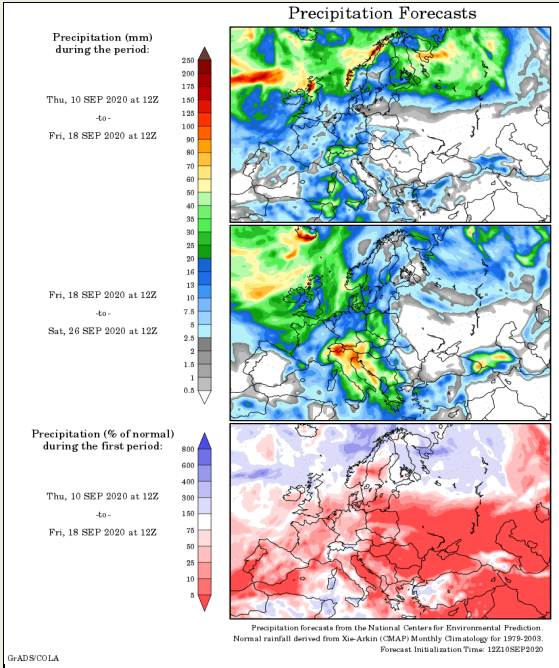 Precipitation Forecasts
Precipitation (mm)
during the period:
Thu, 10 SEP 2020 at 12Z
-to-
Fri, 18 SEP 2020 at 12Z
250
200
175
150
125
100
90
80
70
60
50
40
35
30
25
20
16
13
10
7.5
5
2.5
2
1.5
1
0.5
Fri, 18 SEP 2020 at 12Z
-to-
Sat, 26 SEP 2020 at 12Z
Precipitation (% of normal)
during the first period:
Thu, 10 SEP 2020 at 12Z
-to-
Fri, 18 SEP 2020 at 12Z
800
600
400
300
150
75
50
25
10
5
Precipitation forecasts from the National Centers for Environmental Prediction.
Normal rainfall derived from Xie-Arkin (CMAP) Monthly Climatology for 1979-2003.
Forecast Initialization Time: 12Z10SEP2020
GrADS/COLA